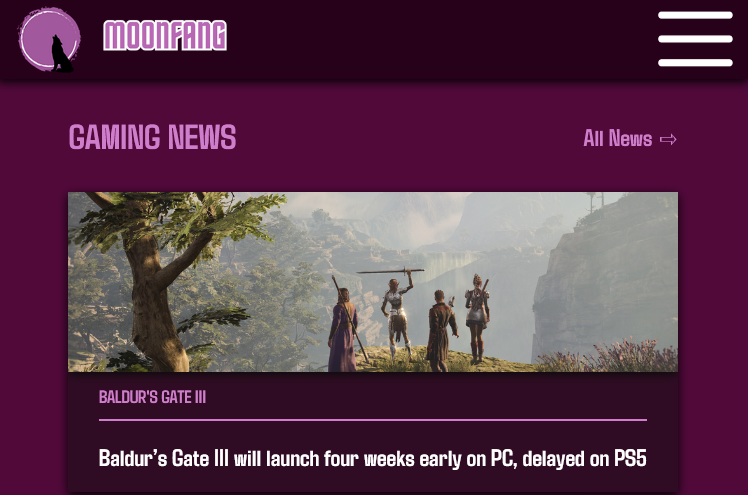 MOONFANG
GAMING NEWS
All News ⇨
BALDUR'S GATE III
Baldur’s Gate III will launch four weeks early on PC, delayed on PS5